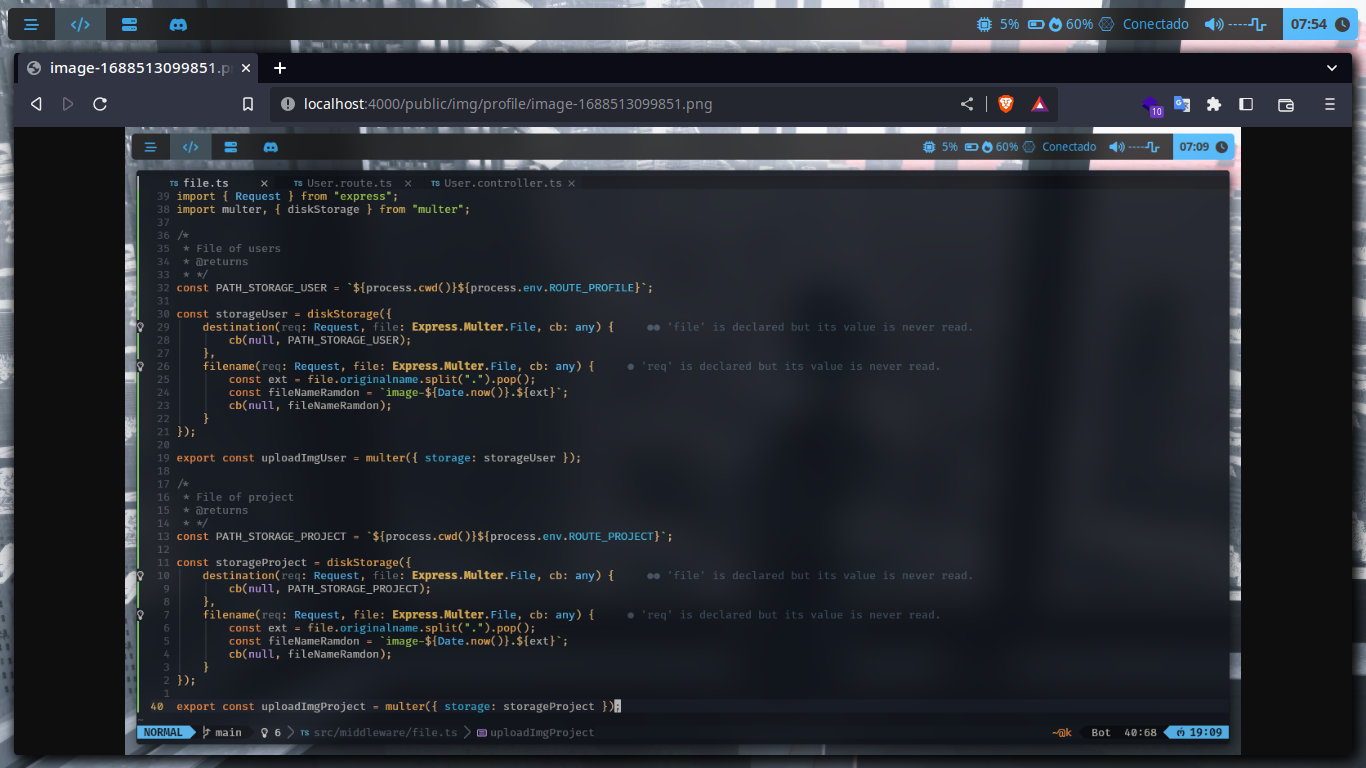 5% 60% Conectado ---- 07:54
image-1688513099851.p
localhost:4000/public/img/profile/image-1688513099851.png
10
5% 60% Conectado ---- 07:09
TS file.ts TS User.route.ts TS User.controller.ts
39 import { Request } from "express";
38 import multer, { diskStorage } from "multer";
37
36 /*
35  * File of users
34  * @returns
33  * */
32 const PATH_STORAGE_USER = `${process.cwd()}${process.env.ROUTE_PROFILE}`;
31
30 const storageUser = diskStorage({
29     destination(req: Request, file: Express.Multer.File, cb: any) { ●● 'file' is declared but its value is never read.
28         cb(null, PATH_STORAGE_USER);
27     },
26     filename(req: Request, file: Express.Multer.File, cb: any) { ● 'req' is declared but its value is never read.
25         const ext = file.originalname.split(".").pop();
24         const fileNameRamdon = `image-${Date.now()}.${ext}`;
23         cb(null, fileNameRamdon);
22     }
21 });
20
19 export const uploadImgUser = multer({ storage: storageUser });
18
17 /*
16  * File of project
15  * @returns
14  * */
13 const PATH_STORAGE_PROJECT = `${process.cwd()}${process.env.ROUTE_PROJECT}`;
12
11 const storageProject = diskStorage({
10     destination(req: Request, file: Express.Multer.File, cb: any) { ●● 'file' is declared but its value is never read.
9         cb(null, PATH_STORAGE_PROJECT);
8     },
7     filename(req: Request, file: Express.Multer.File, cb: any) { ● 'req' is declared but its value is never read.
6         const ext = file.originalname.split(".").pop();
5         const fileNameRamdon = `image-${Date.now()}.${ext}`;
4         cb(null, fileNameRamdon);
3     }
2 });
1
40 export const uploadImgProject = multer({ storage: storageProject });
~
NORMAL main 6 TS src/middleware/file.ts uploadImgProject ~@k Bot 40:68 19:09